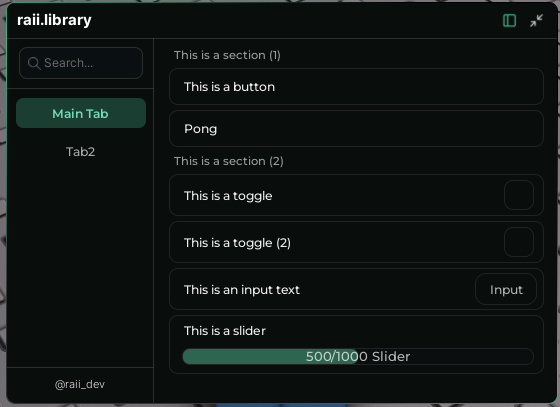 raii.library
Search...
Main Tab
Tab2
@raii_dev
This is a section (1)
This is a button
Pong
This is a section (2)
This is a toggle
This is a toggle (2)
This is an input text
Input
This is a slider
500/1000 Slider